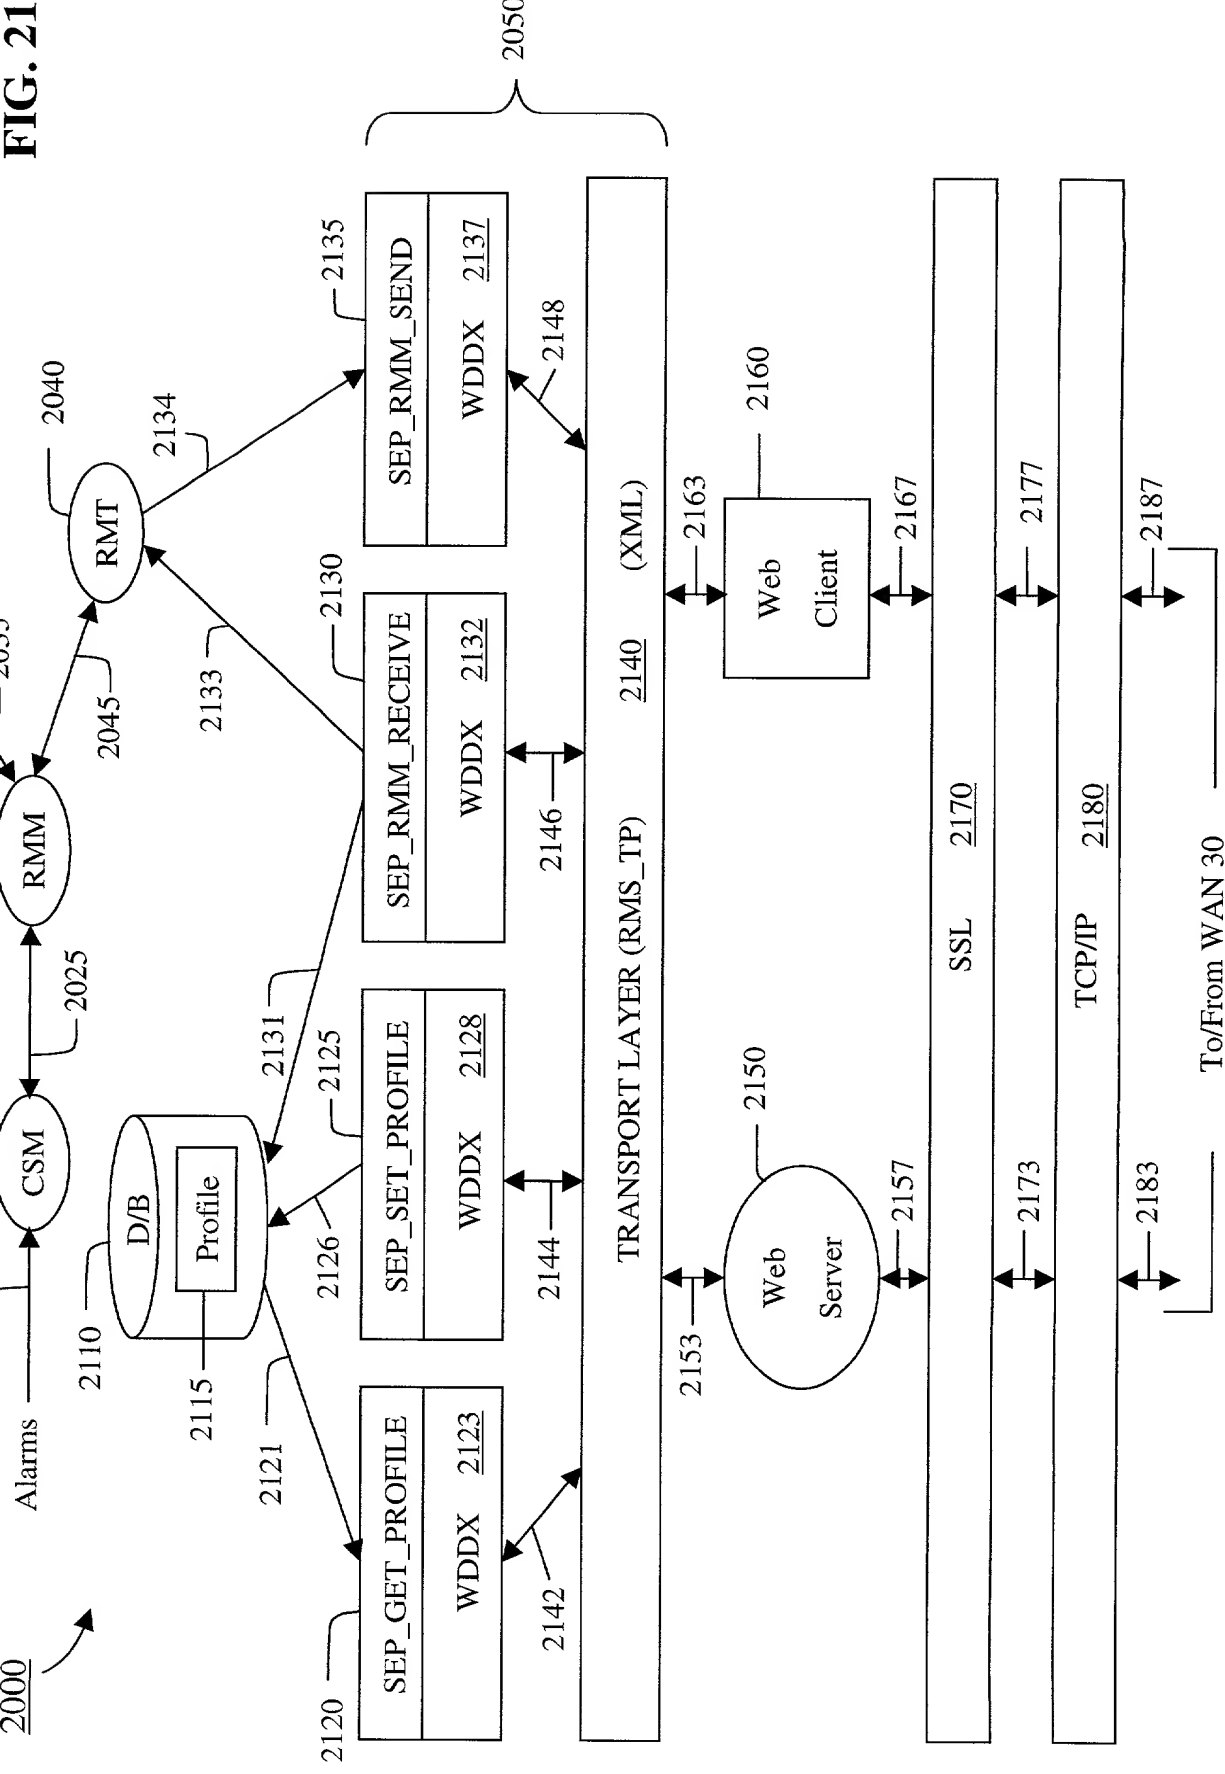 FIG. 21
2000
Alarms
CSM
2025
RMM
2045
RMT
2040
2110
D/B
Profile
2115
2121
2126
2131
2133
2134
2120
SEP_GET_PROFILE
WDDX 2123
2125
SEP_SET_PROFILE
WDDX 2128
2130
SEP_RMM_RECEIVE
WDDX 2132
2135
SEP_RMM_SEND
WDDX 2137
2050
2142
2144
2146
2148
TRANSPORT LAYER (RMS_TP) 2140 (XML)
2153
2163
2150
Web
Server
2160
Web
Client
2157
2167
SSL 2170
2173
2177
TCP/IP 2180
2183
2187
To/From WAN 30